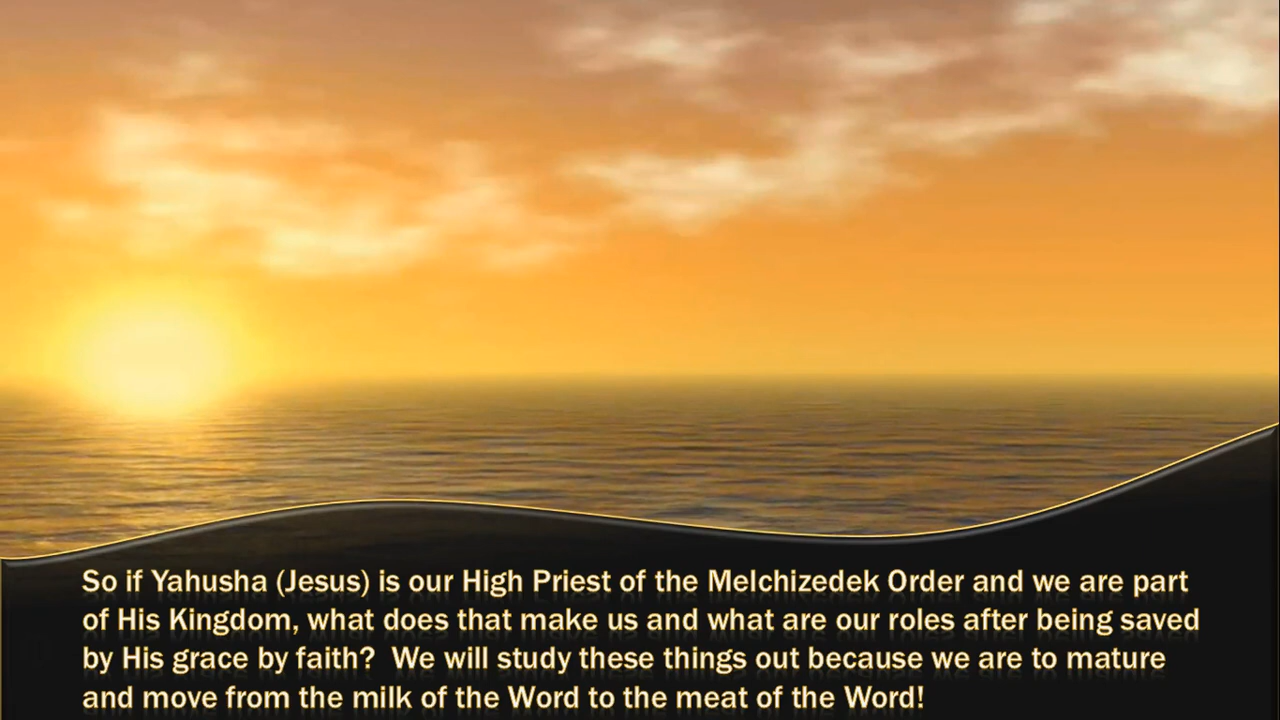 So if Yahusha (Jesus) is our High Priest of the Melchizedek Order and we are part
of His Kingdom, what does that make us and what are our roles after being saved
by His grace by faith?  We will study these things out because we are to mature
and move from the milk of the Word to the meat of the Word!